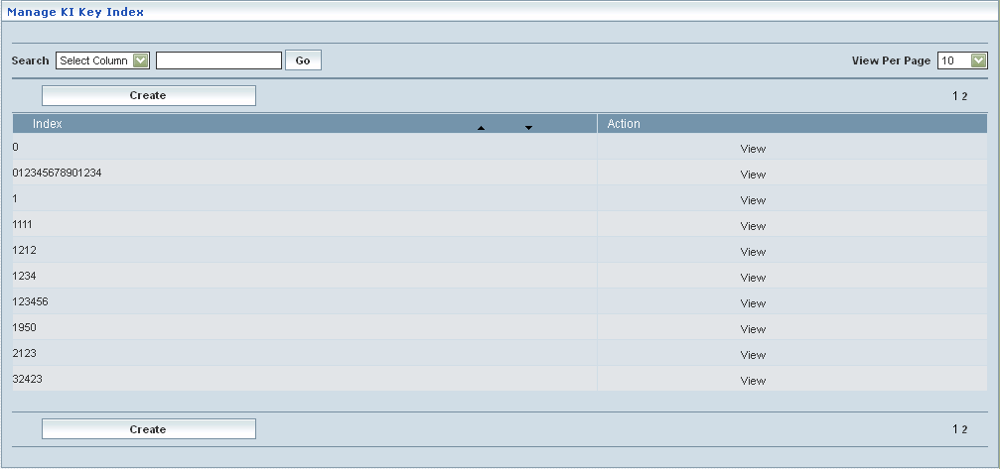 Manage KI Key Index
Search Select Column Go View Per Page 10
Create 1 2
Index Action
0 View
012345678901234 View
1 View
1111 View
1212 View
1234 View
123456 View
1950 View
2123 View
32423 View
Create 1 2